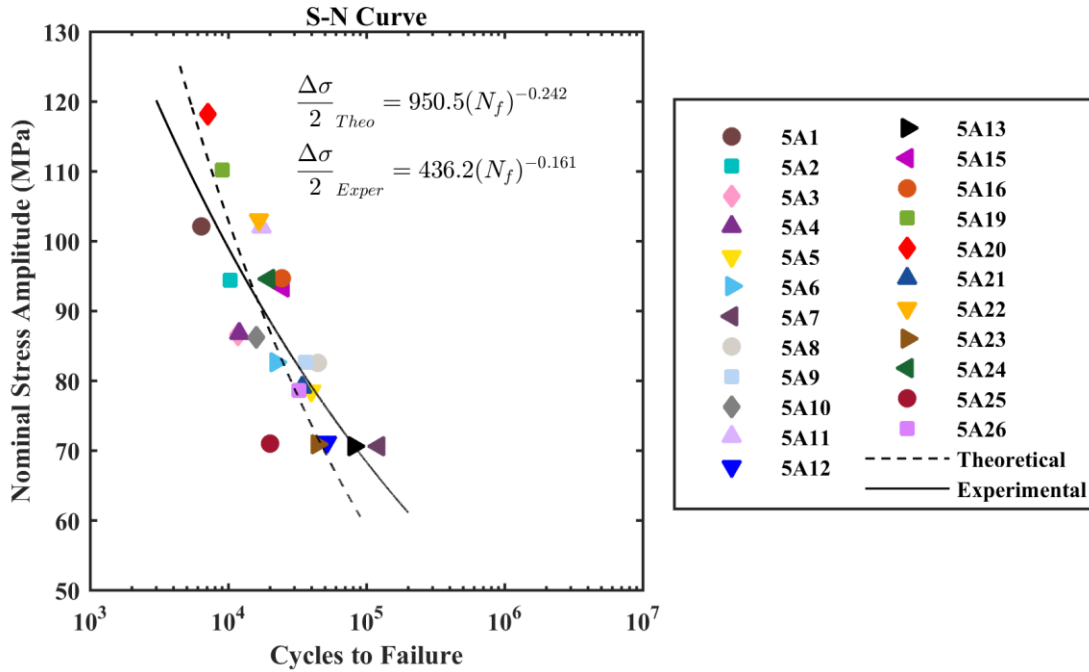 S-N Curve
Δσ/2 Theo = 950.5(N_f)^−0.242
Δσ/2 Exper = 436.2(N_f)^−0.161
Nominal Stress Amplitude (MPa)
130
120
110
100
90
80
70
60
50
10^3
10^4
10^5
10^6
10^7
Cycles to Failure
5A1
5A2
5A3
5A4
5A5
5A6
5A7
5A8
5A9
5A10
5A11
5A12
5A13
5A15
5A16
5A19
5A20
5A21
5A22
5A23
5A24
5A25
5A26
Theoretical
Experimental